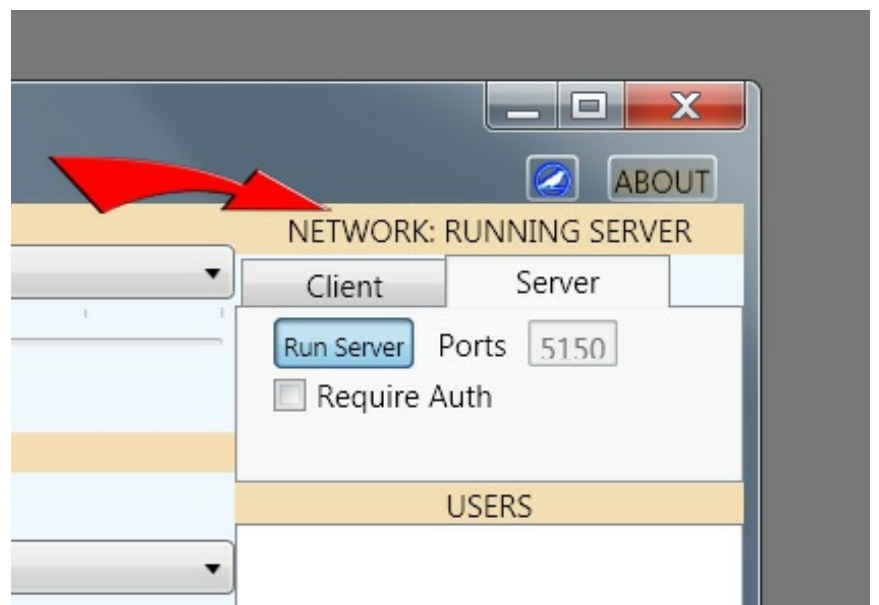 ABOUT
NETWORK: RUNNING SERVER
Client Server
Run Server Ports 5150
Require Auth
USERS